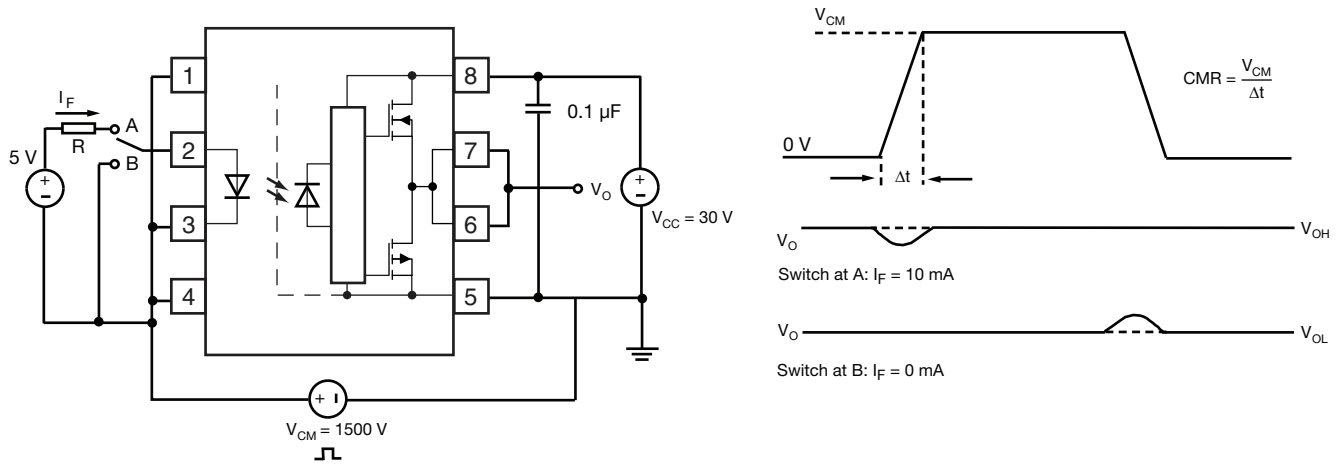 1
8
I_F
A
R
B
5 V
+
-
2
7
3
6
4
5
0.1 µF
V_O
+
-
V_CC = 30 V
+ -
V_CM = 1500 V
V_CM
CMR = V_CM / Δt
0 V
Δt
V_O
V_OH
Switch at A: I_F = 10 mA
V_O
V_OL
Switch at B: I_F = 0 mA